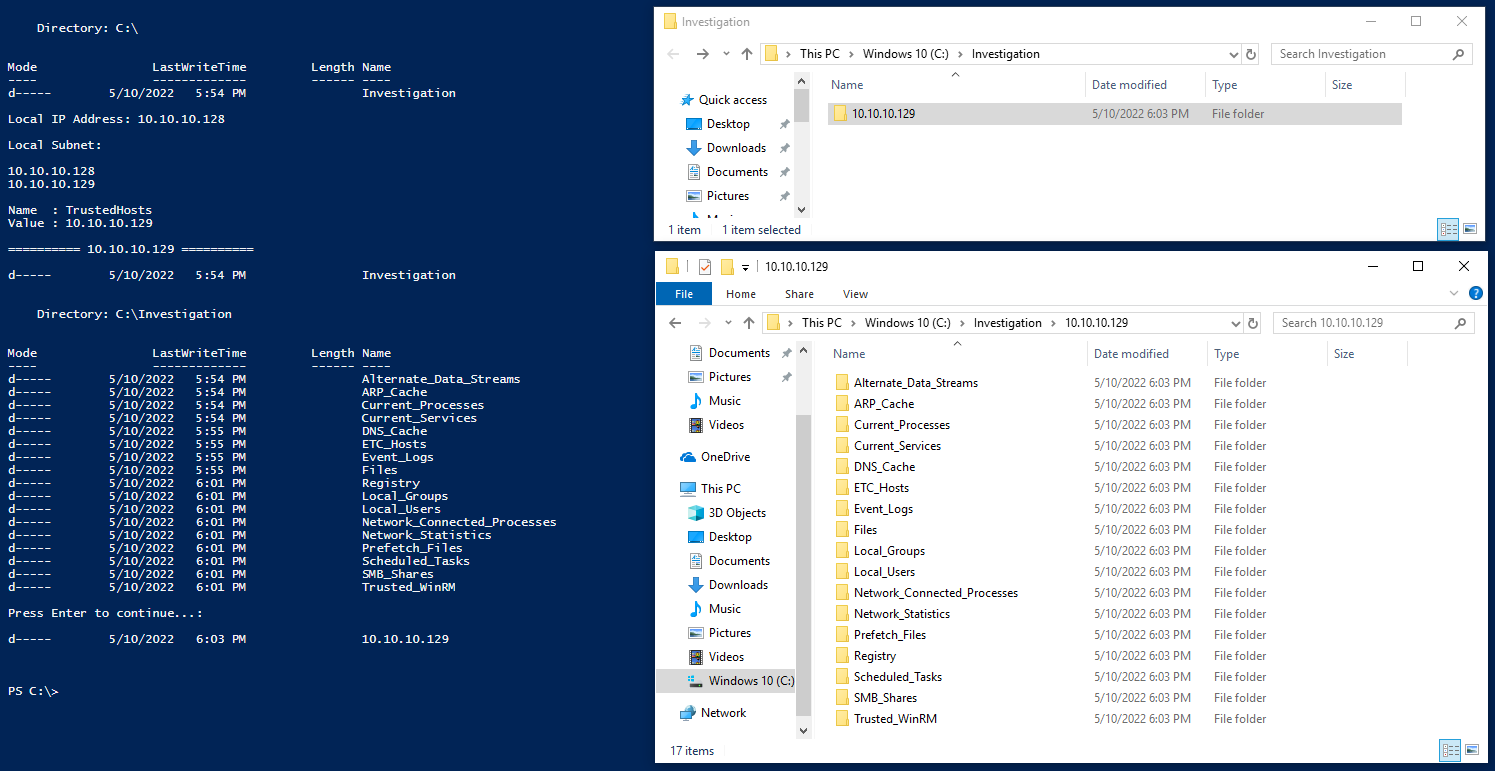 Directory: C:\
Mode LastWriteTime Length Name
---- ------------- ------ ----
d----- 5/10/2022 5:54 PM Investigation
Local IP Address: 10.10.10.128
Local Subnet:
10.10.10.128
10.10.10.129
Name : TrustedHosts
Value : 10.10.10.129
========== 10.10.10.129 ==========
d----- 5/10/2022 5:54 PM Investigation
Directory: C:\Investigation
Mode LastWriteTime Length Name
---- ------------- ------ ----
d----- 5/10/2022 5:54 PM Alternate_Data_Streams
d----- 5/10/2022 5:54 PM ARP_Cache
d----- 5/10/2022 5:54 PM Current_Processes
d----- 5/10/2022 5:54 PM Current_Services
d----- 5/10/2022 5:55 PM DNS_Cache
d----- 5/10/2022 5:55 PM ETC_Hosts
d----- 5/10/2022 5:55 PM Event_Logs
d----- 5/10/2022 5:55 PM Files
d----- 5/10/2022 6:01 PM Registry
d----- 5/10/2022 6:01 PM Local_Groups
d----- 5/10/2022 6:01 PM Local_Users
d----- 5/10/2022 6:01 PM Network_Connected_Processes
d----- 5/10/2022 6:01 PM Network_Statistics
d----- 5/10/2022 6:01 PM Prefetch_Files
d----- 5/10/2022 6:01 PM Scheduled_Tasks
d----- 5/10/2022 6:01 PM SMB_Shares
d----- 5/10/2022 6:01 PM Trusted_WinRM
Press Enter to continue...:
d----- 5/10/2022 6:03 PM 10.10.10.129
PS C:\>
Investigation
This PC > Windows 10 (C:) > Investigation
Search Investigation
Name Date modified Type Size
Quick access
Desktop
Downloads
Documents
Pictures
10.10.10.129 5/10/2022 6:03 PM File folder
1 item 1 item selected
10.10.10.129
File Home Share View
This PC > Windows 10 (C:) > Investigation > 10.10.10.129
Search 10.10.10.129
Documents
Pictures
Music
Videos
OneDrive
This PC
3D Objects
Desktop
Documents
Downloads
Music
Pictures
Videos
Windows 10 (C:)
Network
Name Date modified Type Size
Alternate_Data_Streams 5/10/2022 6:03 PM File folder
ARP_Cache 5/10/2022 6:03 PM File folder
Current_Processes 5/10/2022 6:03 PM File folder
Current_Services 5/10/2022 6:03 PM File folder
DNS_Cache 5/10/2022 6:03 PM File folder
ETC_Hosts 5/10/2022 6:03 PM File folder
Event_Logs 5/10/2022 6:03 PM File folder
Files 5/10/2022 6:03 PM File folder
Local_Groups 5/10/2022 6:03 PM File folder
Local_Users 5/10/2022 6:03 PM File folder
Network_Connected_Processes 5/10/2022 6:03 PM File folder
Network_Statistics 5/10/2022 6:03 PM File folder
Prefetch_Files 5/10/2022 6:03 PM File folder
Registry 5/10/2022 6:03 PM File folder
Scheduled_Tasks 5/10/2022 6:03 PM File folder
SMB_Shares 5/10/2022 6:03 PM File folder
Trusted_WinRM 5/10/2022 6:03 PM File folder
17 items